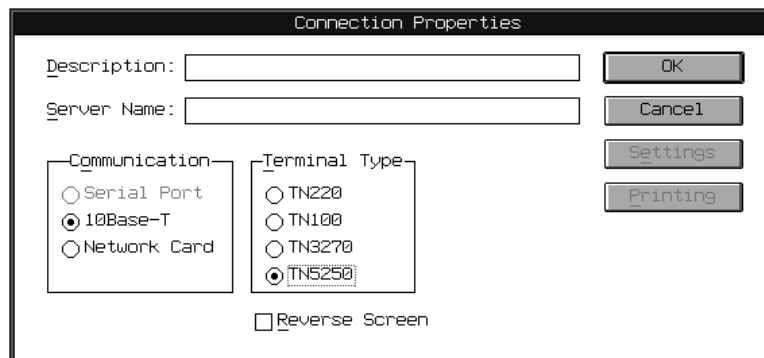 Connection Properties
Description:
OK
Server Name:
Cancel
Communication
Terminal Type
Settings
Serial Port
TN220
Printing
10Base-T
TN100
Network Card
TN3270
TN5250
Reverse Screen